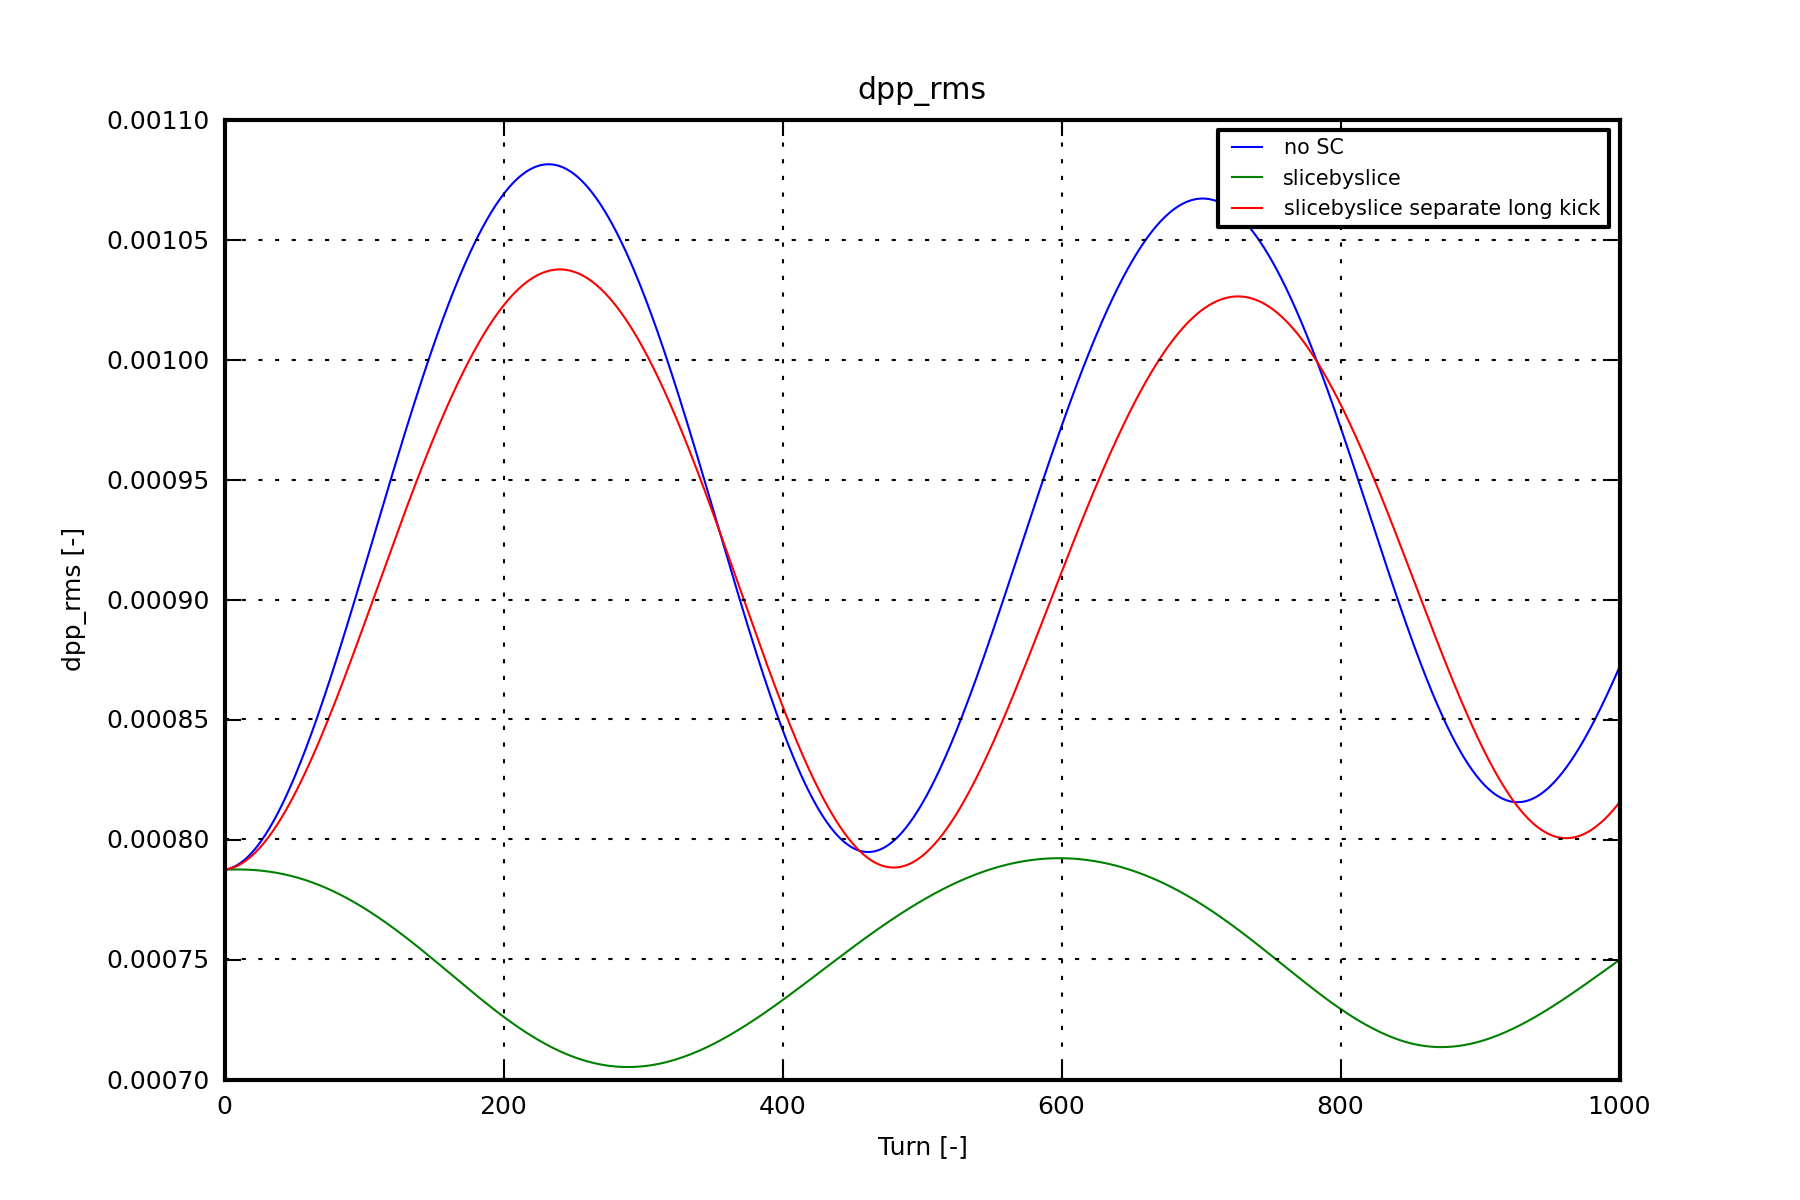 dpp_rms
0.00110
0.00105
0.00100
0.00095
0.00090
0.00085
0.00080
0.00075
0.00070
dpp_rms [-]
no SC
slicebyslice
slicebyslice separate long kick
0 200 400 600 800 1000
Turn [-]